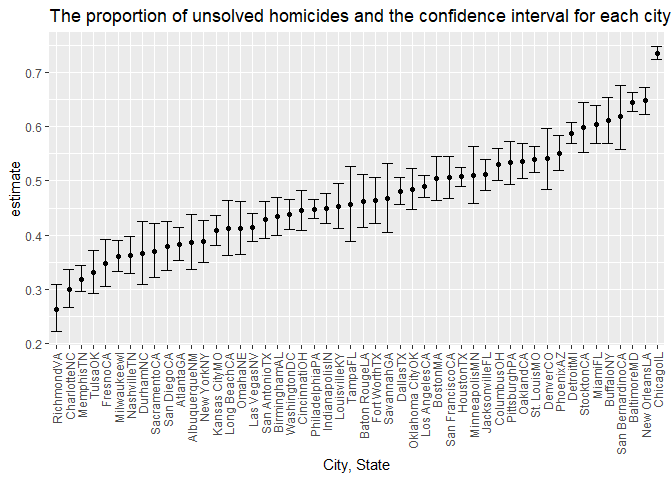 The proportion of unsolved homicides and the confidence interval for each city
estimate
0.7
0.6
0.5
0.4
0.3
0.2
RichmondVA
CharlotteNC
MemphisTN
TulsaOK
FresnoCA
MilwaukeewI
NashvilleTN
DurhamNC
SacramentoCA
San DiegoCA
AtlantaGA
AlbuquerqueNM
New YorkNY
Kansas CityMO
Long BeachCA
OmahaNE
Las VegasNV
San AntonioTX
BirminghamAL
WashingtonDC
CincinnatiOH
PhiladelphiaPA
IndianapolisIN
LouisvilleKY
TampaFL
Baton RougeLA
Fort WorthTX
SavannahGA
DallasTX
Oklahoma CityOK
Los AngelesCA
BostonMA
San FranciscoCA
HoustonTX
MinneapolisMN
JacksonvilleFL
ColumbusOH
PittsburghPA
OaklandCA
St. LouisMO
DenverCO
PhoenixAZ
DetroitMI
StocktonCA
MiamiFL
BuffaloNY
San BernardinoCA
BaltimoreMD
New OrleansLA
ChicagoIL
City, State